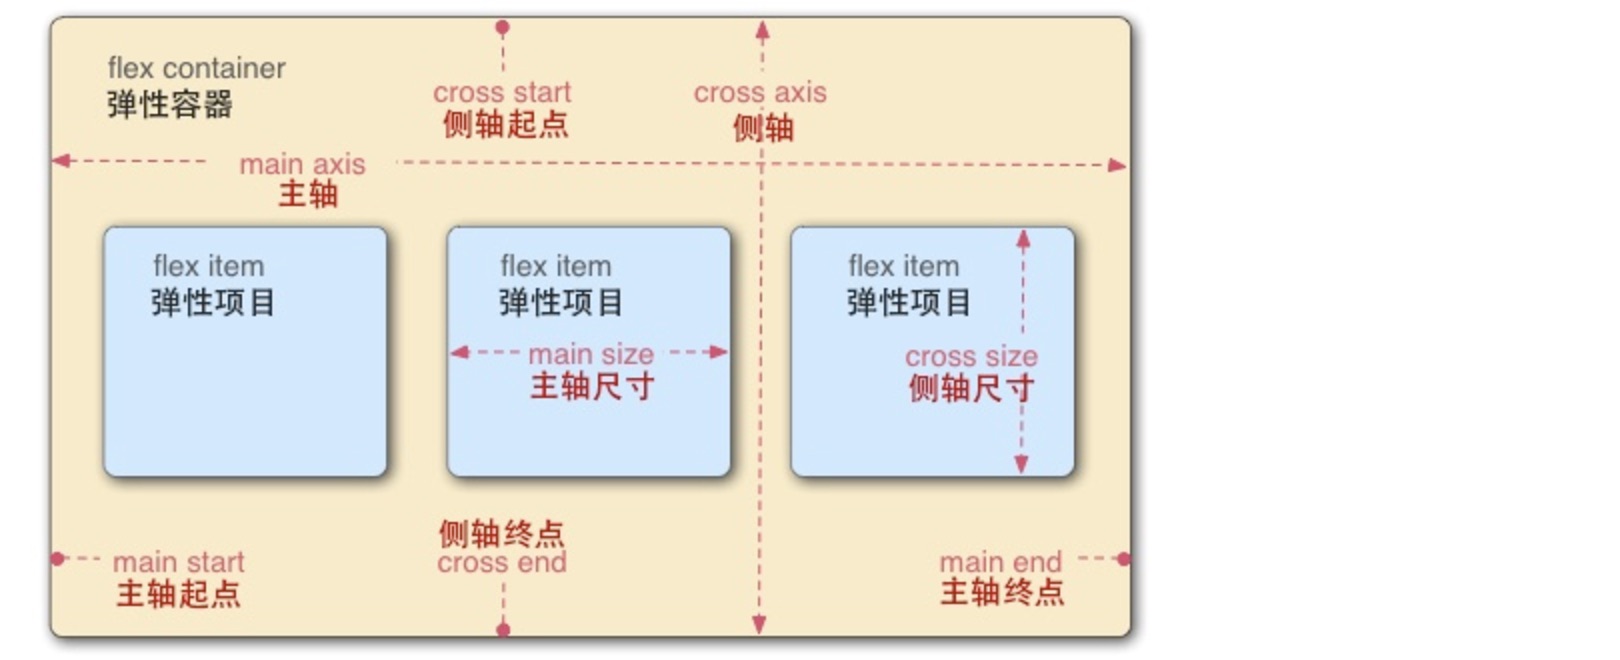 flex container
弹性容器
cross start
侧轴起点
cross axis
侧轴
main axis
主轴
flex item
弹性项目
flex item
弹性项目
main size
主轴尺寸
flex item
弹性项目
cross size
侧轴尺寸
main start
主轴起点
侧轴终点
cross end
main end
主轴终点